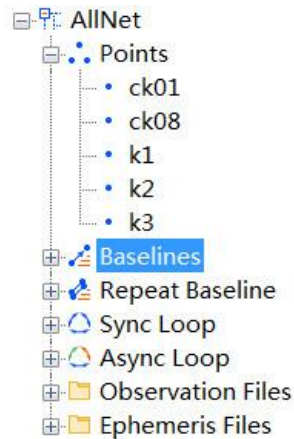 AllNet
Points
ck01
ck08
k1
k2
k3
Baselines
Repeat Baseline
Sync Loop
Async Loop
Observation Files
Ephemeris Files